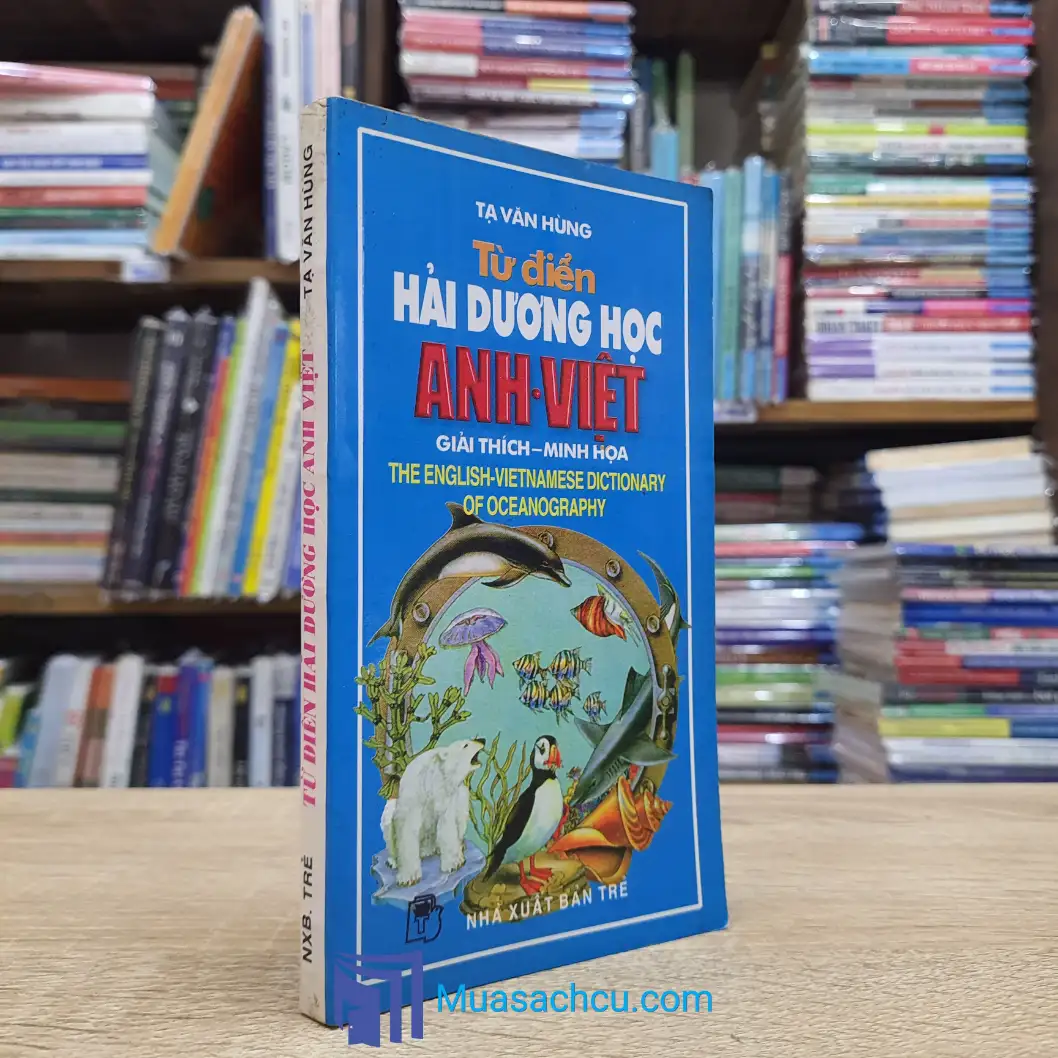 TẠ VĂN HÙNG
Từ điển
HẢI DƯƠNG HỌC
ANH·VIỆT
GIẢI THÍCH – MINH HỌA
THE ENGLISH-VIETNAMESE DICTIONARY
OF OCEANOGRAPHY
NHÀ XUẤT BẢN TRẺ
TẠ VĂN HÙNG
TỪ ĐIỂN HẢI DƯƠNG HỌC ANH VIỆT
NXB. TRẺ
Muasachcu.com